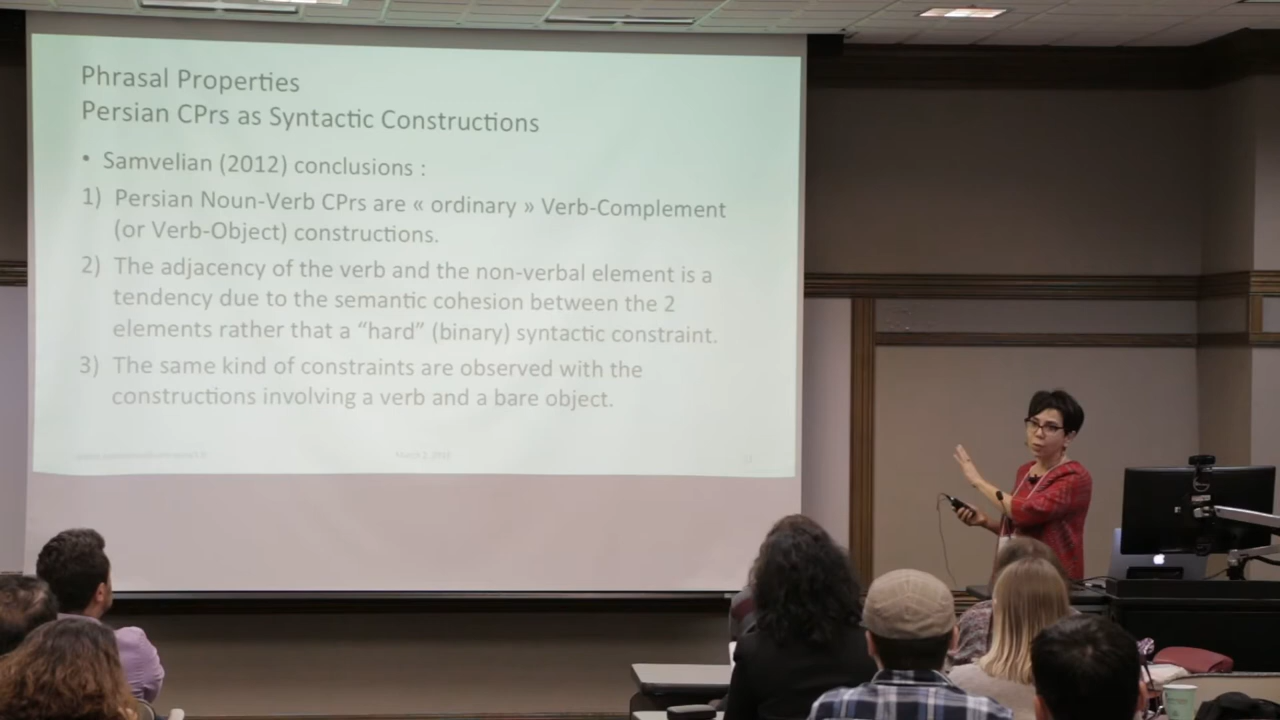 Phrasal Properties
Persian CPrs as Syntactic Constructions
• Samvelian (2012) conclusions :
1) Persian Noun-Verb CPrs are « ordinary » Verb-Complement
(or Verb-Object) constructions.
2) The adjacency of the verb and the non-verbal element is a
tendency due to the semantic cohesion between the 2
elements rather that a “hard” (binary) syntactic constraint.
3) The same kind of constraints are observed with the
constructions involving a verb and a bare object.